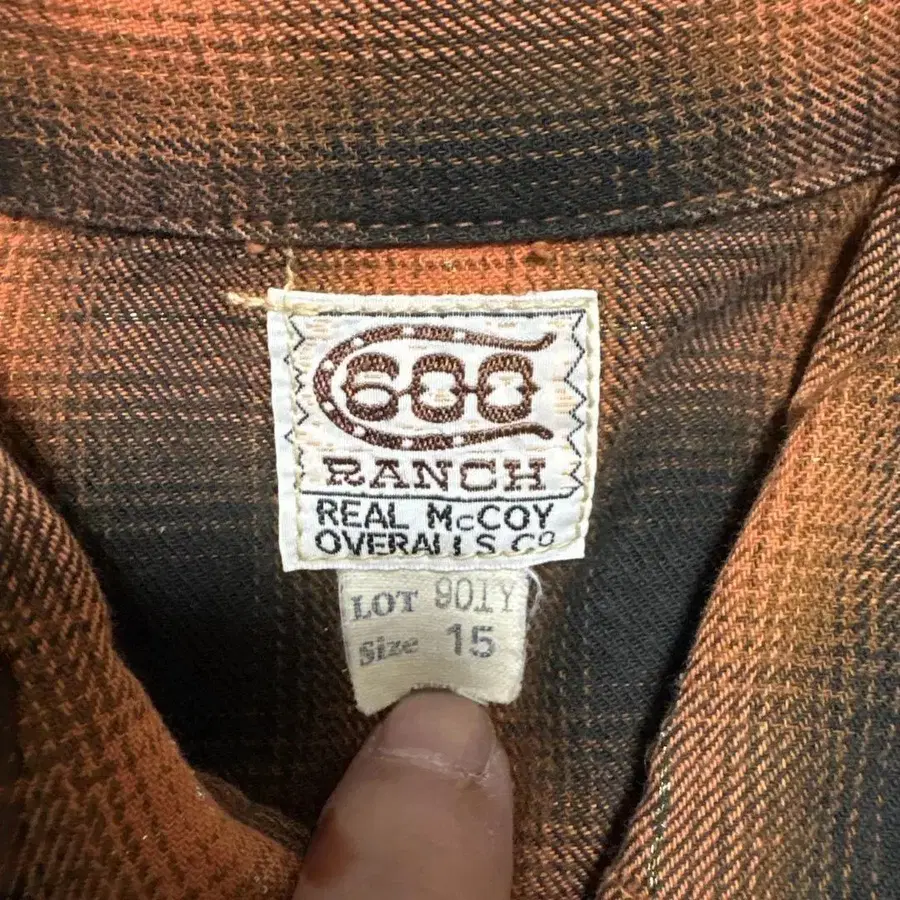 600
RANCH
REAL McCOY
OVERALLS CO
LOT 901Y
Size 15